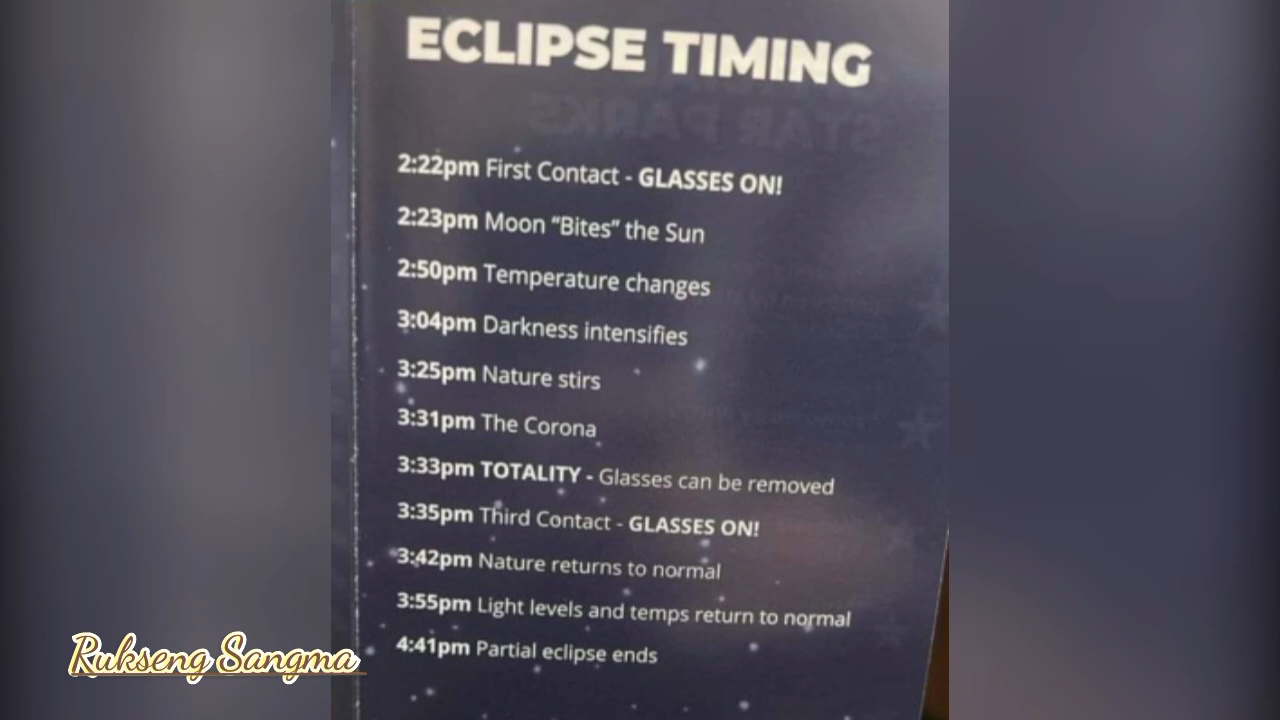 ECLIPSE TIMING
STAR PARKS
2:22pm First Contact - GLASSES ON!
2:23pm Moon “Bites” the Sun
2:50pm Temperature changes
3:04pm Darkness intensifies
3:25pm Nature stirs
3:31pm The Corona
3:33pm TOTALITY - Glasses can be removed
3:35pm Third Contact - GLASSES ON!
3:42pm Nature returns to normal
3:55pm Light levels and temps return to normal
4:41pm Partial eclipse ends
Rukseng Sangma